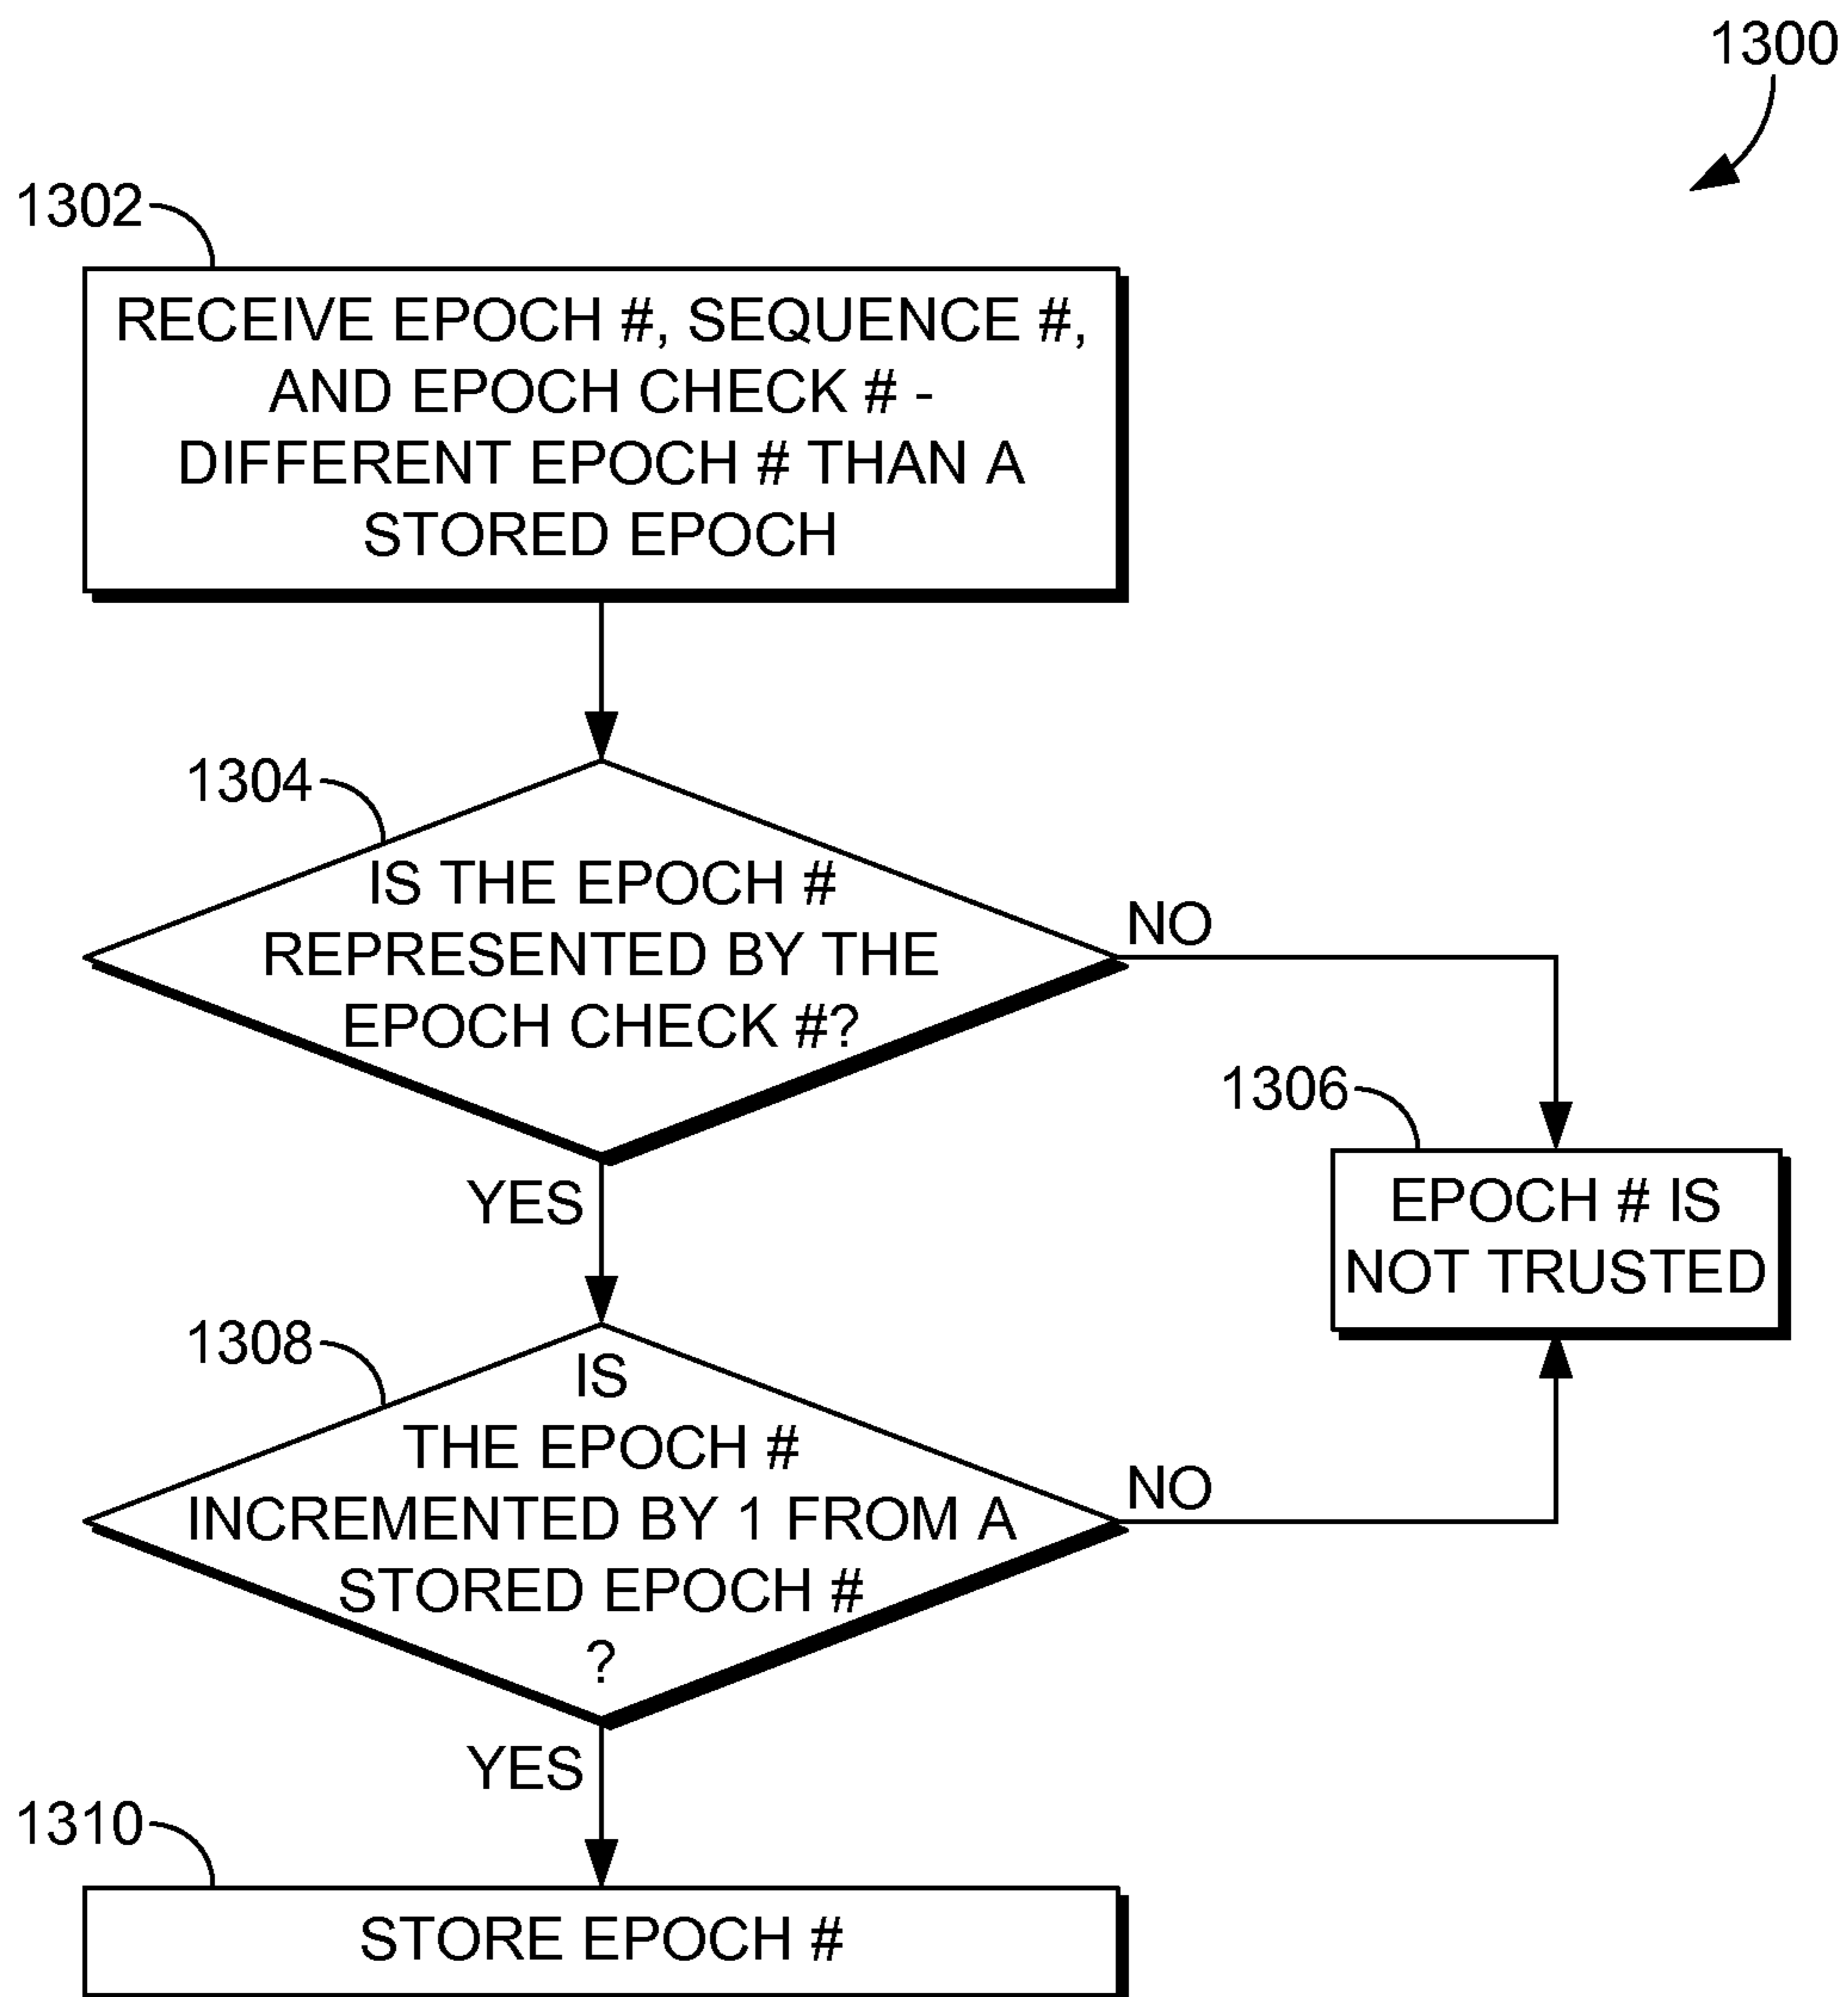 1300
1302
RECEIVE EPOCH #, SEQUENCE #,
AND EPOCH CHECK # -
DIFFERENT EPOCH # THAN A
STORED EPOCH
1304
IS THE EPOCH #
REPRESENTED BY THE
EPOCH CHECK #?
NO
1306
EPOCH # IS
NOT TRUSTED
YES
1308
IS
THE EPOCH #
INCREMENTED BY 1 FROM A
STORED EPOCH #
?
NO
YES
1310
STORE EPOCH #